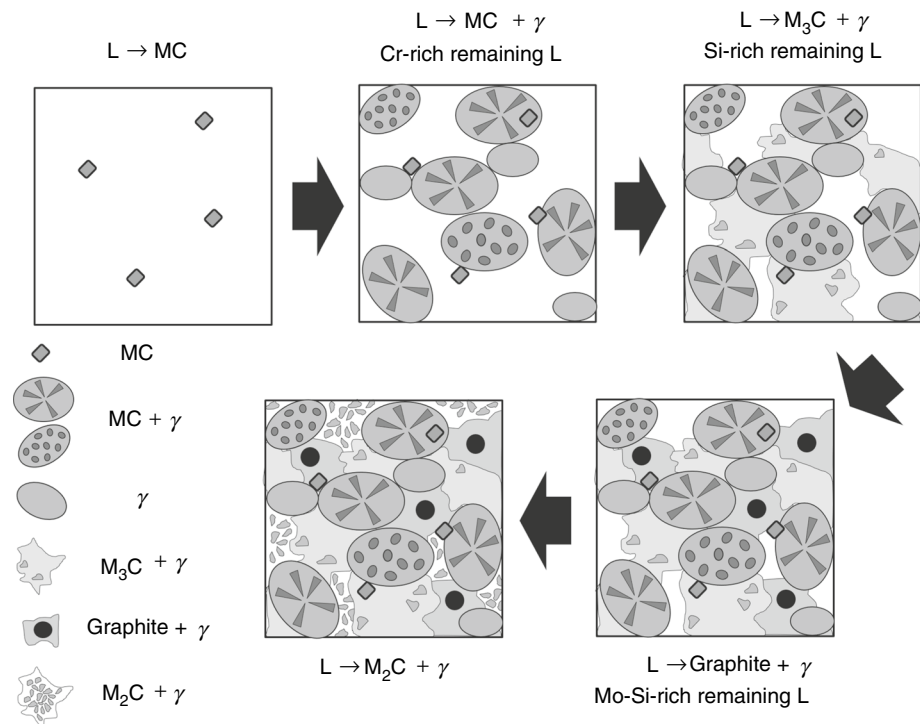 L → MC
L → MC + γ
Cr-rich remaining L
L → M₃C + γ
Si-rich remaining L
MC
MC + γ
γ
M₃C + γ
Graphite + γ
M₂C + γ
L → M₂C + γ
L → Graphite + γ
Mo-Si-rich remaining L